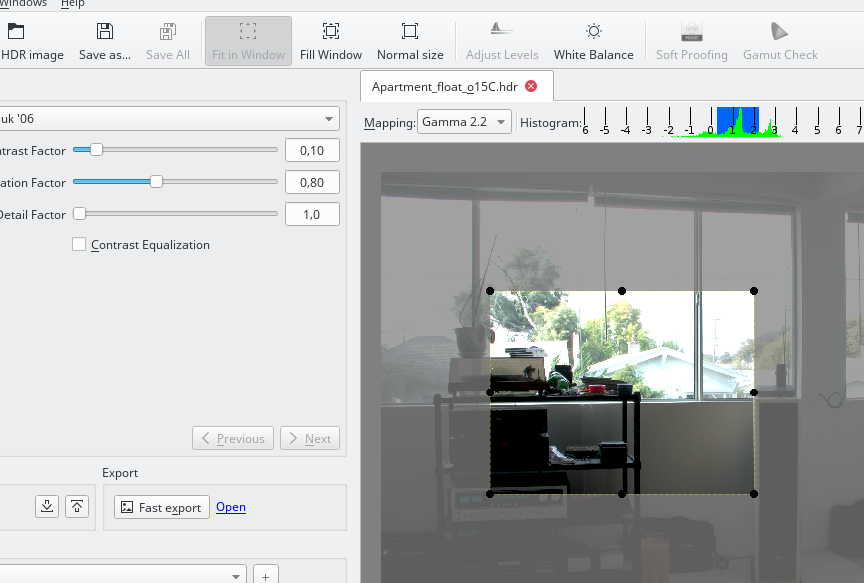 Windows Help
HDR image Save as... Save All Fit in Window Fill Window Normal size Adjust Levels White Balance Soft Proofing Gamut Check
Apartment_float_o15C.hdr
uk '06
Mapping: Gamma 2.2 Histogram: 6 -5 -4 -3 -2 -1 0 1 2 3 4 5 6 7
trast Factor 0,10
ation Factor 0,80
Detail Factor 1,0
Contrast Equalization
Previous Next
Export
Fast export Open
+